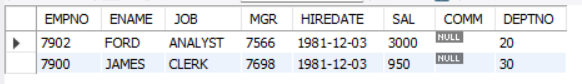 EMPNO ENAME JOB MGR HIREDATE SAL COMM DEPTNO
7902 FORD ANALYST 7566 1981-12-03 3000 NULL 20
7900 JAMES CLERK 7698 1981-12-03 950 NULL 30